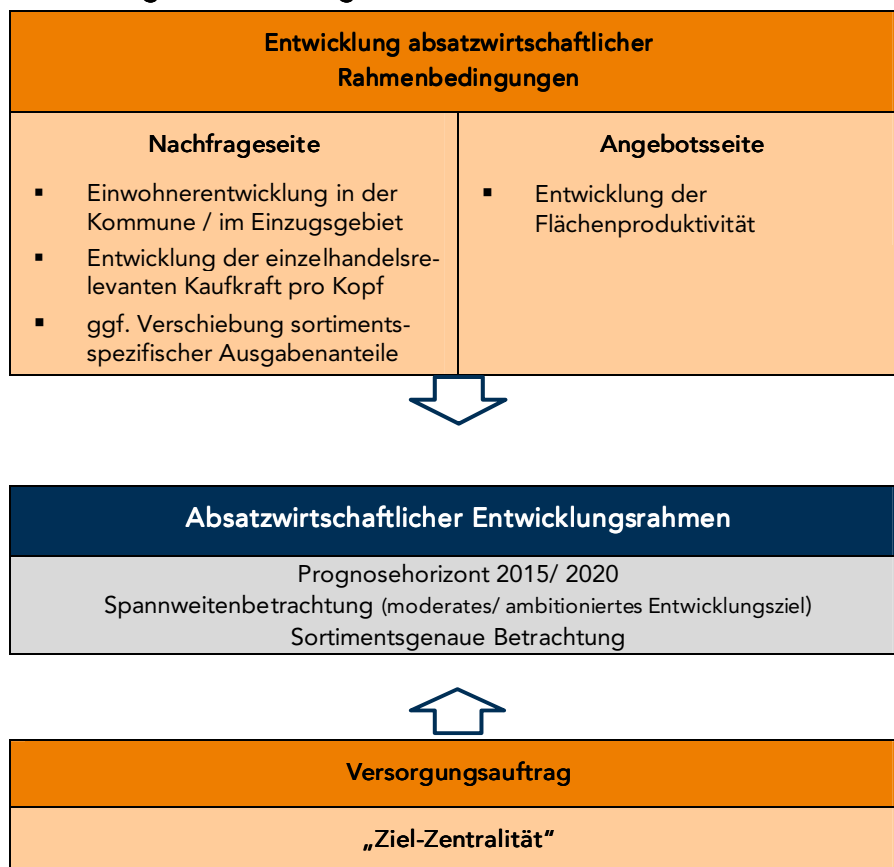 Entwicklung absatzwirtschaftlicher
Rahmenbedingungen
Nachfrageseite
▪ Einwohnerentwicklung in der
Kommune / im Einzugsgebiet
▪ Entwicklung der einzelhandelsre-
levanten Kaufkraft pro Kopf
▪ ggf. Verschiebung sortiments-
spezifischer Ausgabenanteile
Angebotsseite
▪ Entwicklung der
Flächenproduktivität
Absatzwirtschaftlicher Entwicklungsrahmen
Prognosehorizont 2015/ 2020
Spannweitenbetrachtung (moderates/ ambitioniertes Entwicklungsziel)
Sortimentsgenaue Betrachtung
Versorgungsauftrag
„Ziel-Zentralität“